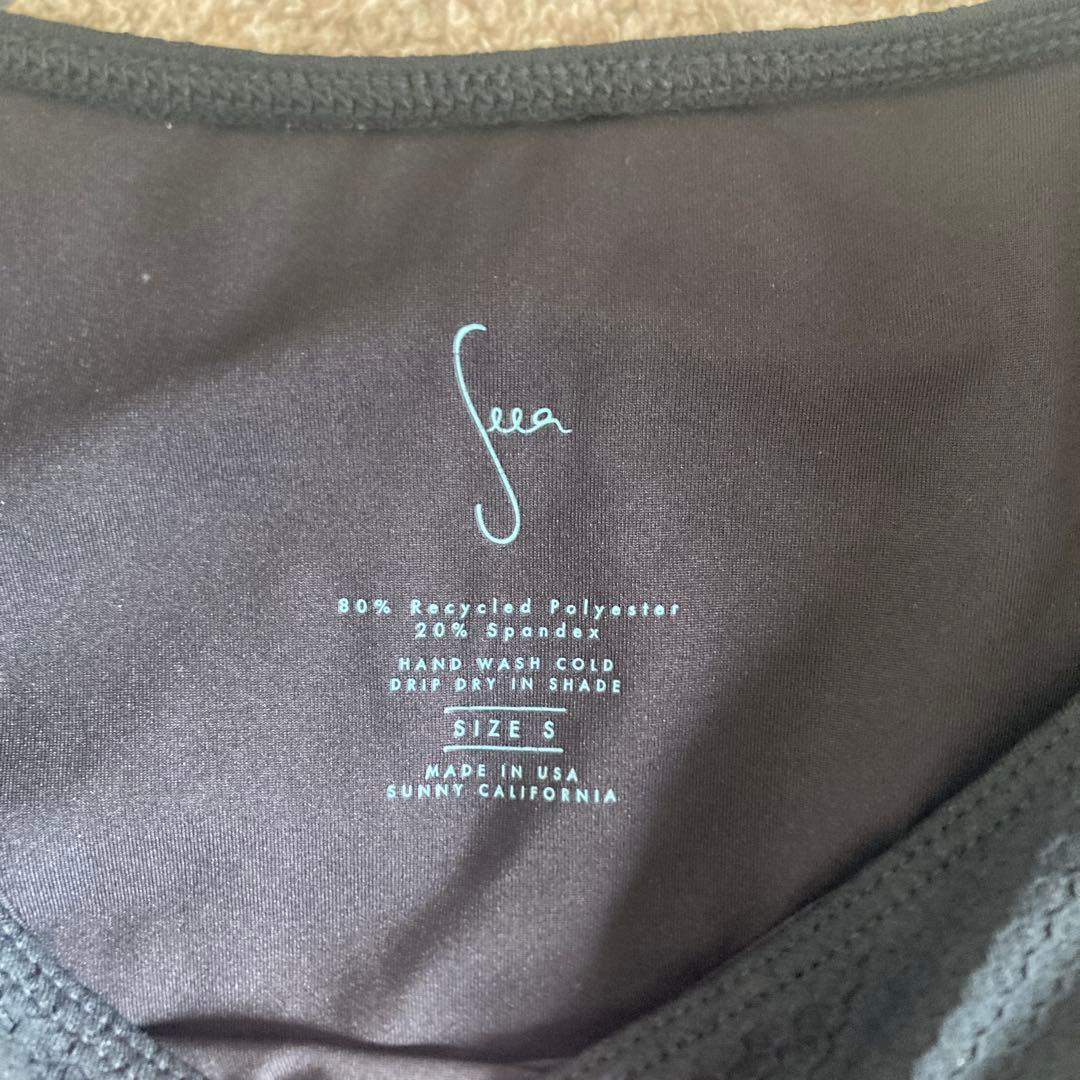 Seea
80% Recycled Polyester
20% Spandex
HAND WASH COLD
DRIP DRY IN SHADE
SIZE S
MADE IN USA
SUNNY CALIFORNIA